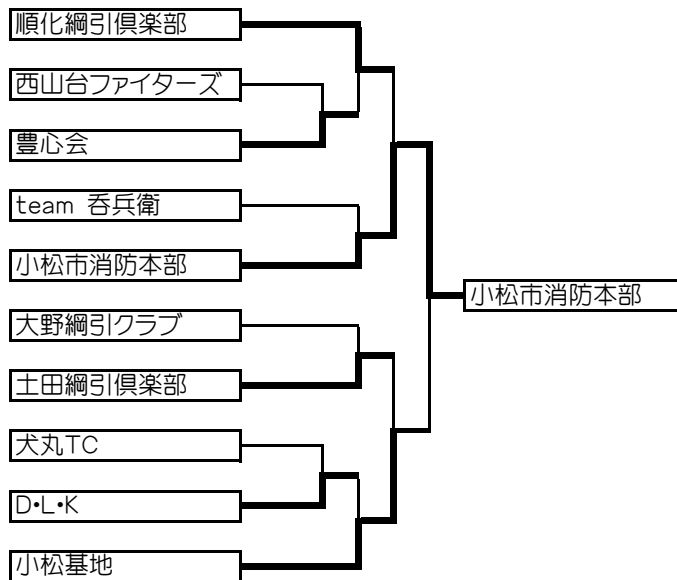 順化綱引倶楽部
西山台ファイターズ
豊心会
team 呑兵衛
小松市消防本部
小松市消防本部
大野綱引クラブ
土田綱引倶楽部
犬丸TC
D・L・K
小松基地